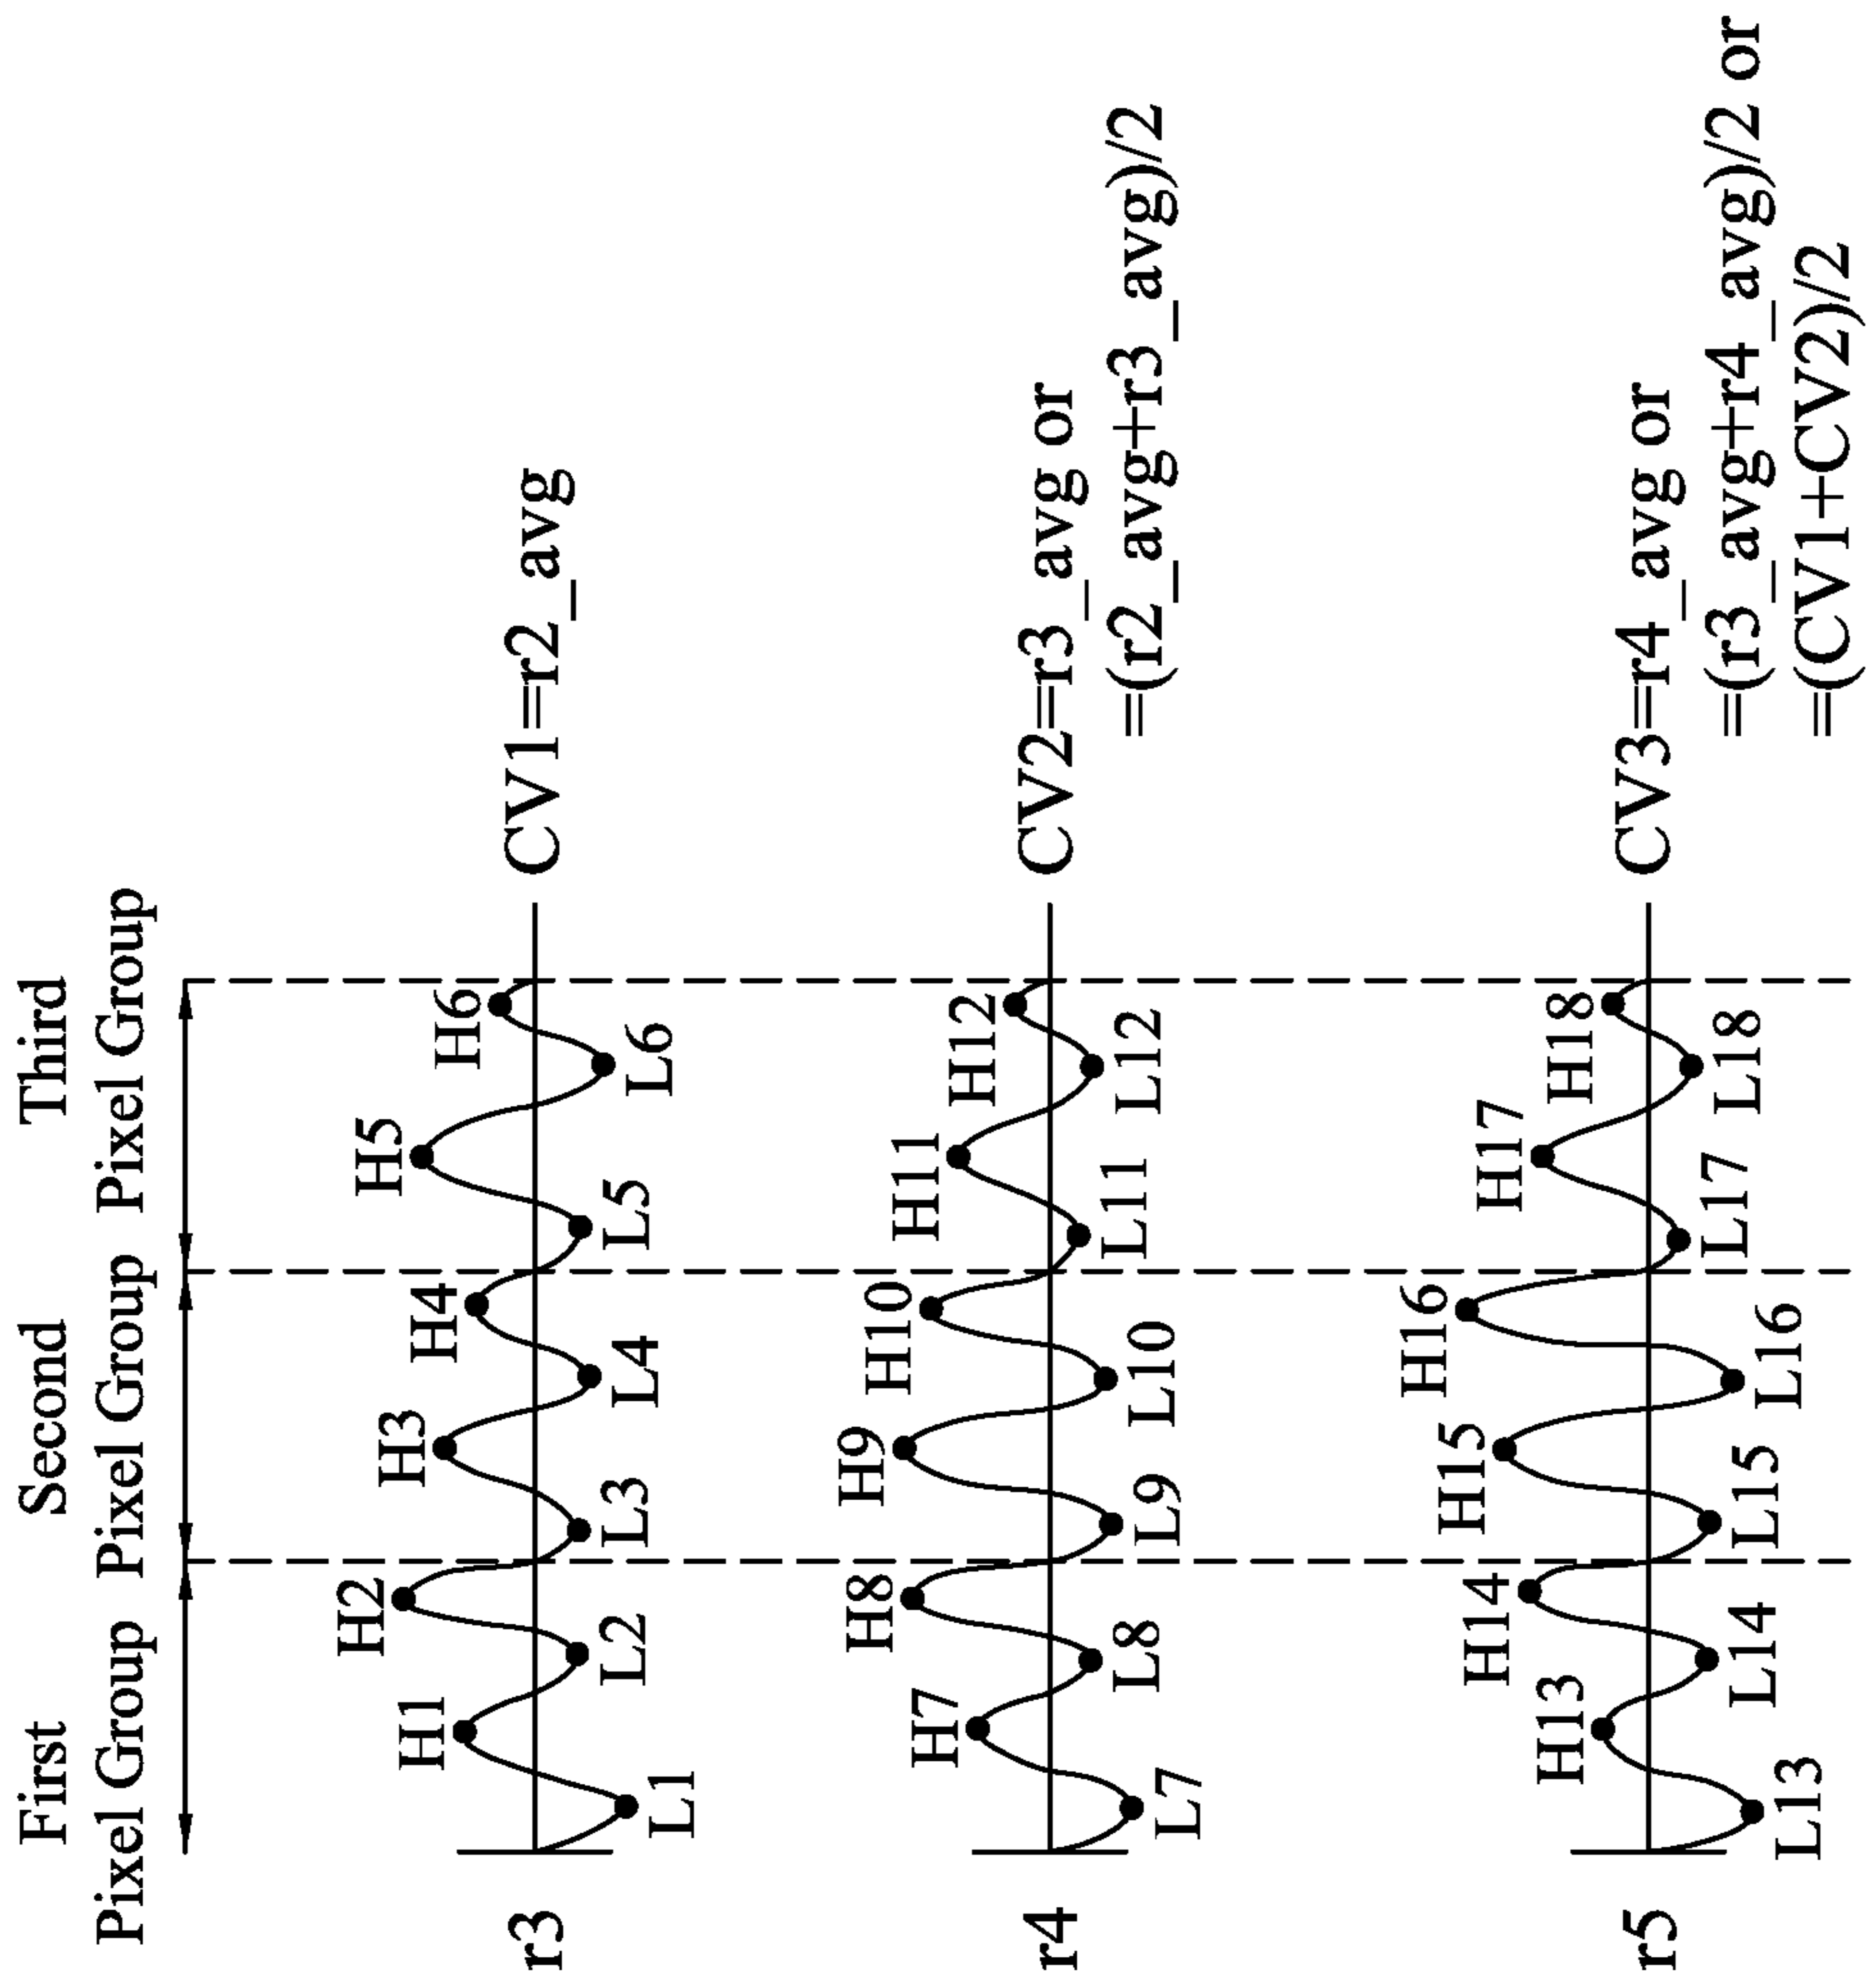 First
Pixel Group
Second
Pixel Group
Third
Pixel Group
r3
L1
H1
L2
H2
L3
H3
L4
H4
L5
H5
L6
H6
CV1=r2_avg
r4
L7
H7
L8
H8
L9
H9
L10
H10
L11
H11
L12
H12
CV2=r3_avg or
=(r2_avg+r3_avg)/2
r5
L13
H13
L14
H14
L15
H15
L16
H16
L17
H17
L18
H18
CV3=r4_avg or
=(r3_avg+r4_avg)/2 or
=(CV1+CV2)/2